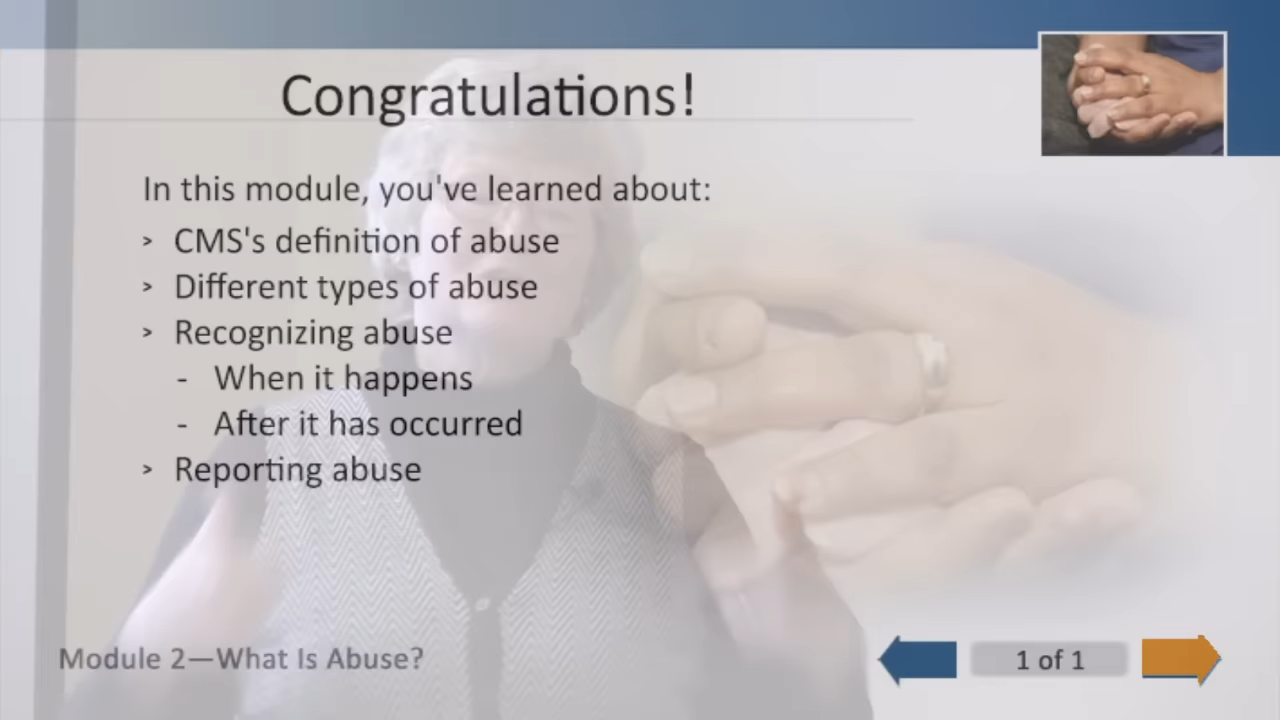 Congratulations!
In this module, you've learned about:
> CMS's definition of abuse
> Different types of abuse
> Recognizing abuse
- When it happens
- After it has occurred
> Reporting abuse
Module 2—What Is Abuse?
1 of 1